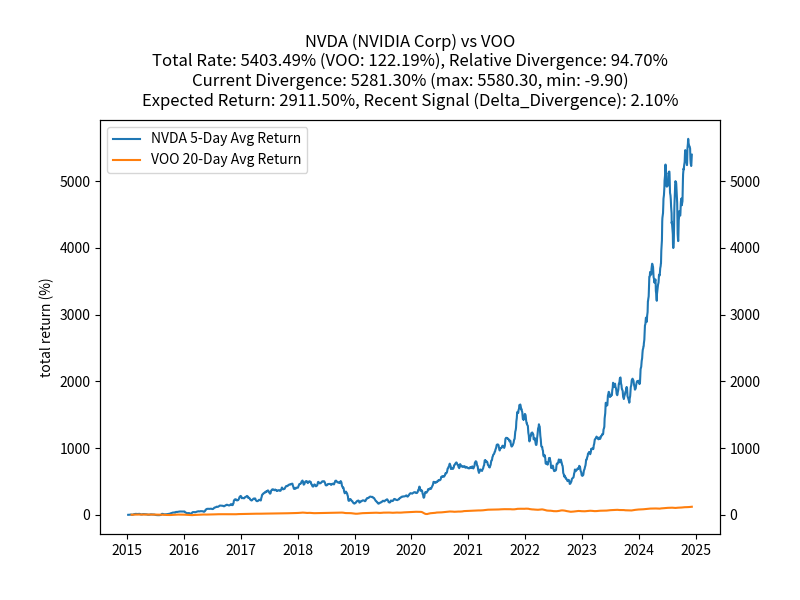 NVDA (NVIDIA Corp) vs VOO
Total Rate: 5403.49% (VOO: 122.19%), Relative Divergence: 94.70%
Current Divergence: 5281.30% (max: 5580.30, min: -9.90)
Expected Return: 2911.50%, Recent Signal (Delta_Divergence): 2.10%
NVDA 5-Day Avg Return
VOO 20-Day Avg Return
total return (%)
5000 5000
4000 4000
3000 3000
2000 2000
1000 1000
0 0
2015 2016 2017 2018 2019 2020 2021 2022 2023 2024 2025